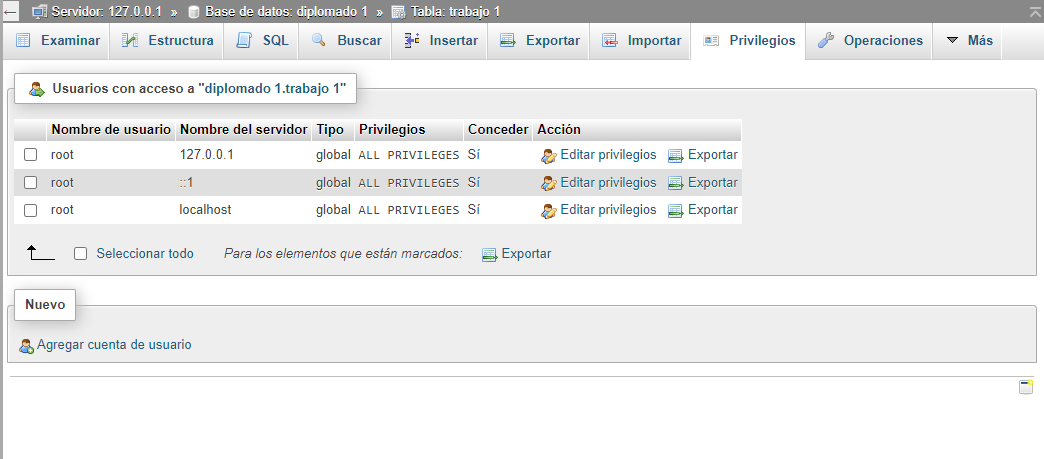 Servidor: 127.0.0.1 » Base de datos: diplomado 1 » Tabla: trabajo 1
Examinar Estructura SQL Buscar Insertar Exportar Importar Privilegios Operaciones Más
Usuarios con acceso a "diplomado 1.trabajo 1"
Nombre de usuario Nombre del servidor Tipo Privilegios Conceder Acción
root 127.0.0.1 global ALL PRIVILEGES Sí Editar privilegios Exportar
root ::1 global ALL PRIVILEGES Sí Editar privilegios Exportar
root localhost global ALL PRIVILEGES Sí Editar privilegios Exportar
Seleccionar todo Para los elementos que están marcados: Exportar
Nuevo
Agregar cuenta de usuario